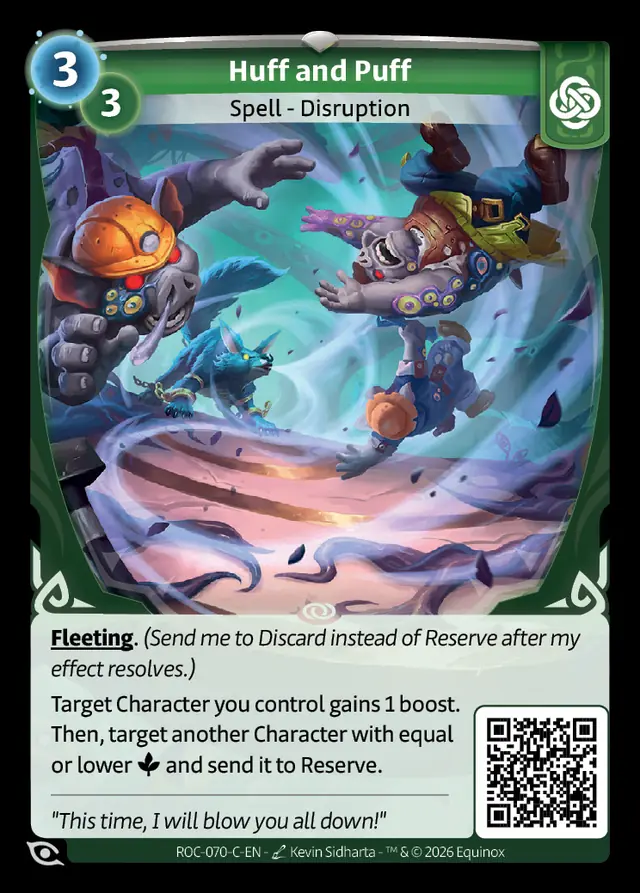 3
Huff and Puff
3
Spell - Disruption
Fleeting. (Send me to Discard instead of Reserve after my
effect resolves.)
Target Character you control gains 1 boost.
Then, target another Character with equal
or lower and send it to Reserve.
"This time, I will blow you all down!"
ROC-070-C-EN - Kevin Sidharta - ™ & © 2026 Equinox